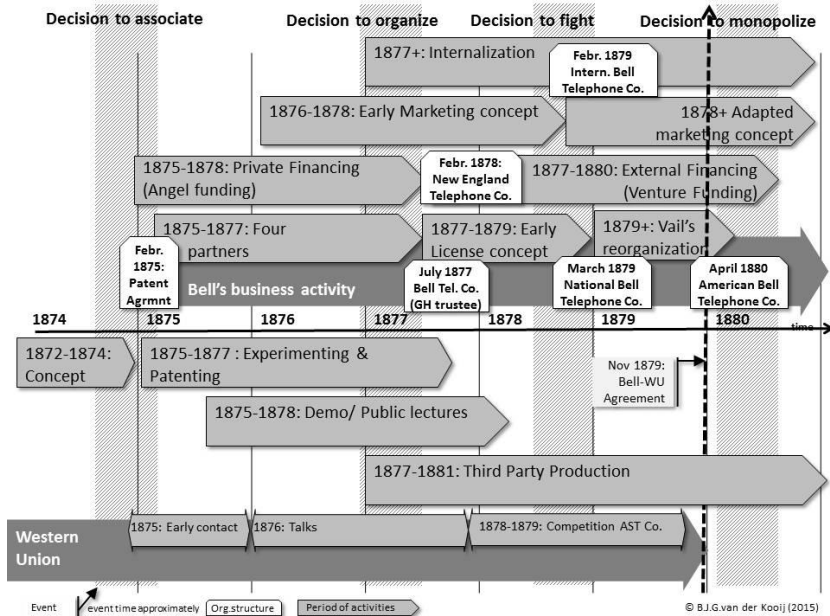 Decision to associate
Decision to organize
Decision to fight
Decision to monopolize
1877+: Internalization
Febr. 1879
Intern. Bell
Telephone Co.
1876-1878: Early Marketing concept
1878+ Adapted
marketing concept
1875-1878: Private Financing
(Angel funding)
Febr. 1878:
New England
Telephone Co.
1877-1880: External Financing
(Venture Funding)
1875-1877: Four
partners
1877-1879: Early
License concept
1879+: Vail's
reorganization
Febr.
1875:
Patent
Agrmnt
Bell's business activity
July 1877
Bell Tel. Co.
(GH trustee)
March 1879
National Bell
Telephone Co.
April 1880
American Bell
Telephone Co.
1874
1875
1876
1877
1878
1879
1880
time
1872-1874:
Concept
1875-1877 : Experimenting &
Patenting
Nov 1879:
Bell-WU
Agreement
1875-1878: Demo/ Public lectures
1877-1881: Third Party Production
Western
Union
1875: Early contact
1876: Talks
1878-1879: Competition AST Co.
Event
event time approximately
Org.structure
Period of activities
© B.J.G.van der Kooij (2015)